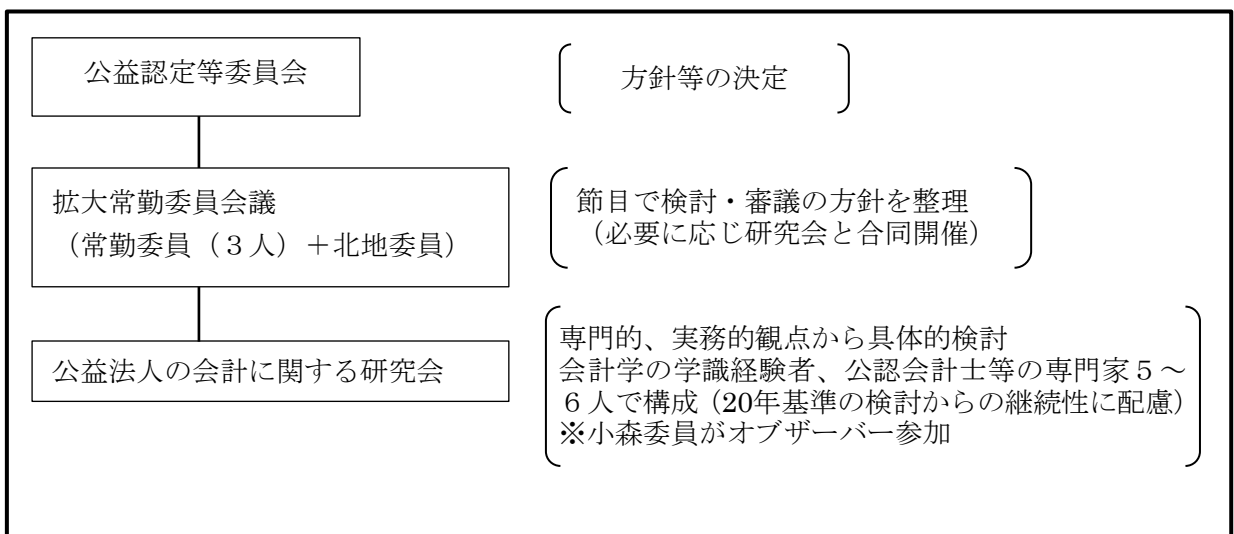 公益認定等委員会
方針等の決定
拡大常勤委員会議
(常勤委員(3人)+北地委員)
節目で検討・審議の方針を整理
(必要に応じ研究会と合同開催)
公益法人の会計に関する研究会
専門的、実務的観点から具体的検討
会計学の学識経験者、公認会計士等の専門家5~
6人で構成(20年基準の検討からの継続性に配慮)
※小森委員がオブザーバー参加